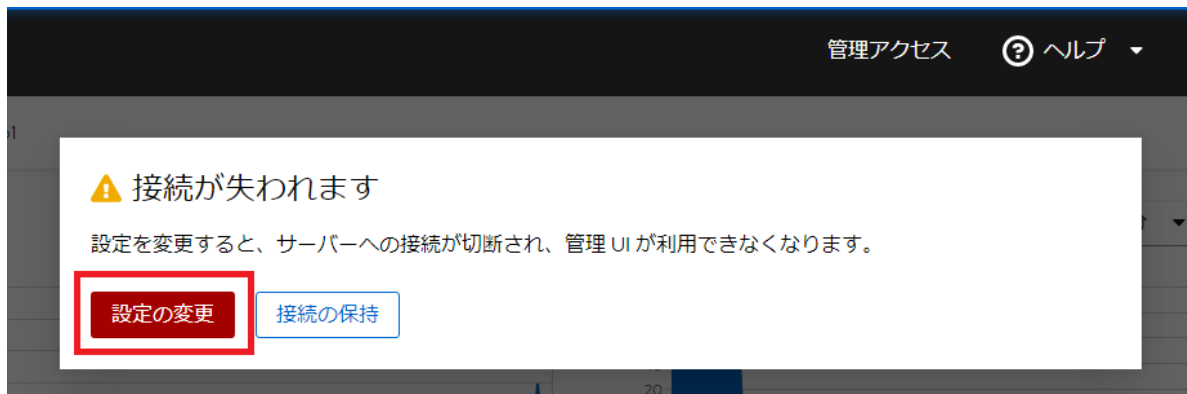 管理アクセス
ヘルプ
接続が失われます
設定を変更すると、サーバーへの接続が切断され、管理 UI が利用できなくなります。
設定の変更
接続の保持
20